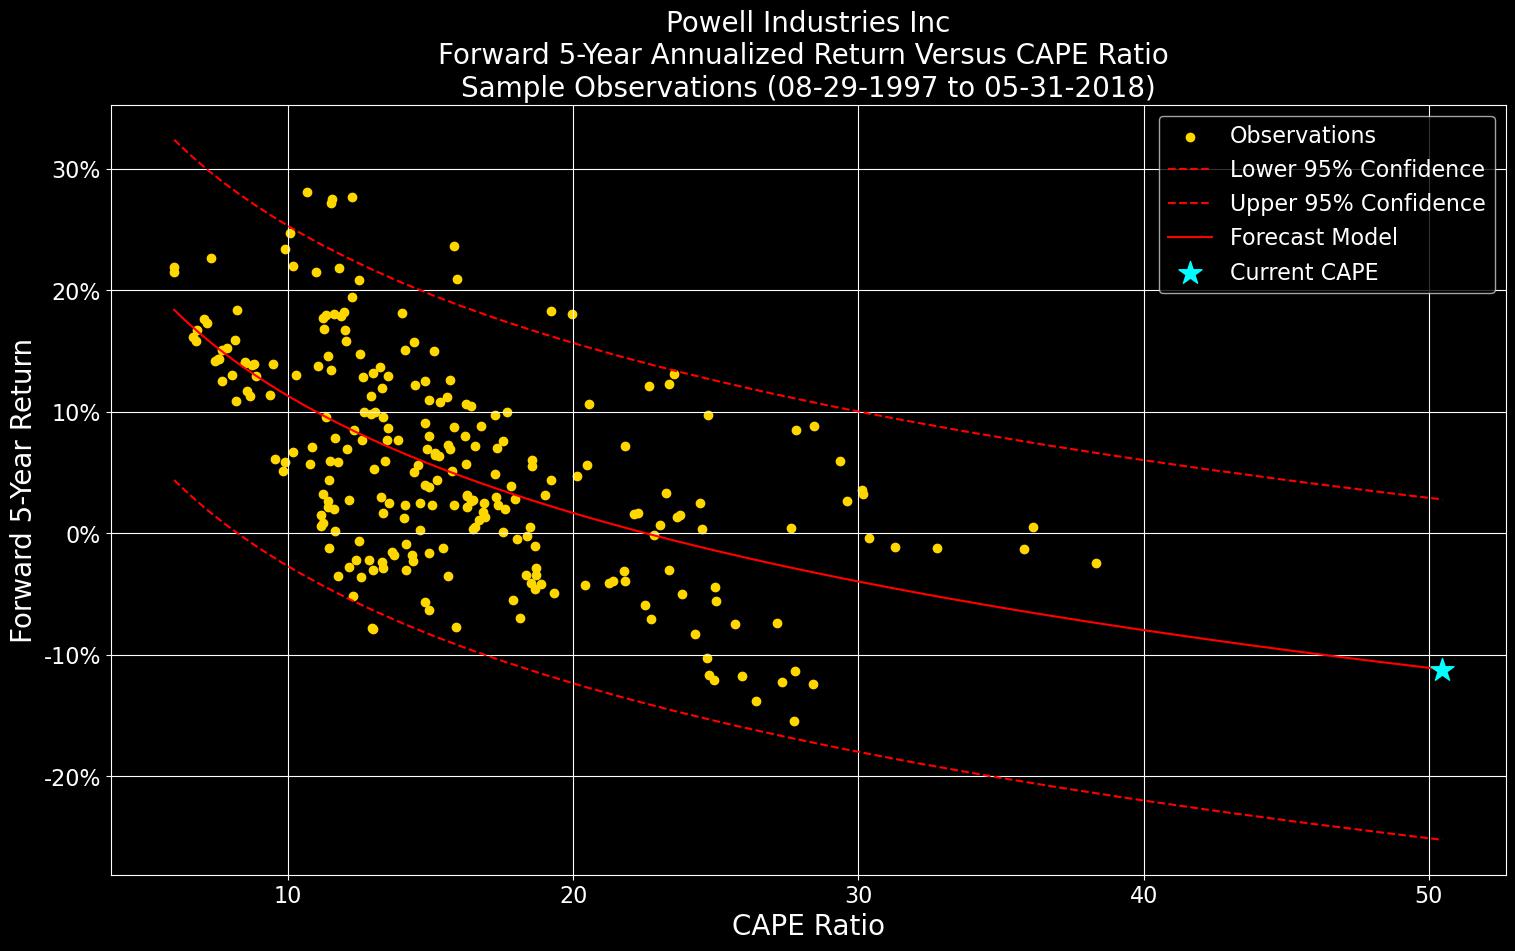 Powell Industries Inc
Forward 5-Year Annualized Return Versus CAPE Ratio
Sample Observations (08-29-1997 to 05-31-2018)
Observations
Lower 95% Confidence
Upper 95% Confidence
Forecast Model
Current CAPE
Forward 5-Year Return
30%
20%
10%
0%
-10%
-20%
10 20 30 40 50
CAPE Ratio